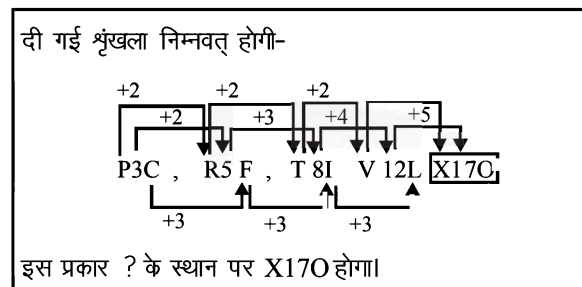 दी गई शृंखला निम्नवत् होगी-
+2 +2 +2
+2 +3 +4 +5
P3C , R5 F , T 8I V 12L X17O
+3 +3 +3
इस प्रकार ? के स्थान पर X17O होगा।